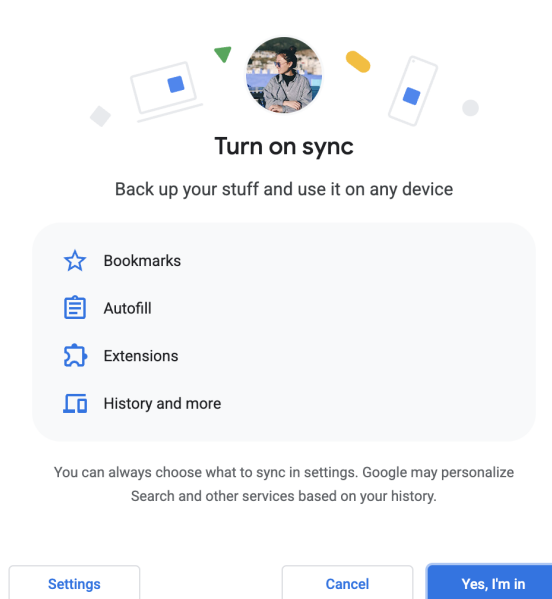 Turn on sync
Back up your stuff and use it on any device
Bookmarks
Autofill
Extensions
History and more
You can always choose what to sync in settings. Google may personalize
Search and other services based on your history.
Settings
Cancel
Yes, I'm in